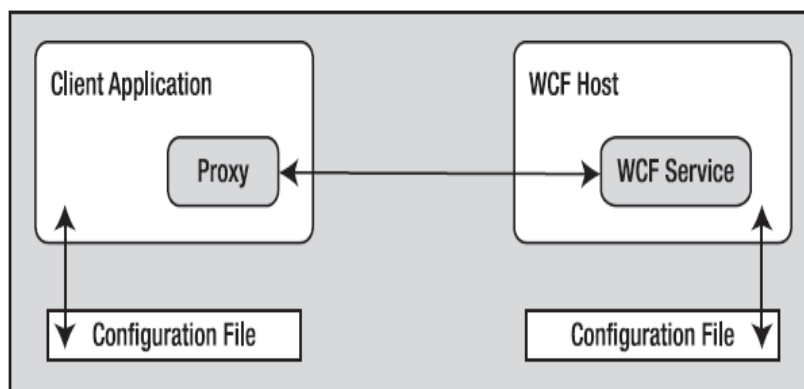 Client Application
WCF Host
Proxy
WCF Service
Configuration File
Configuration File